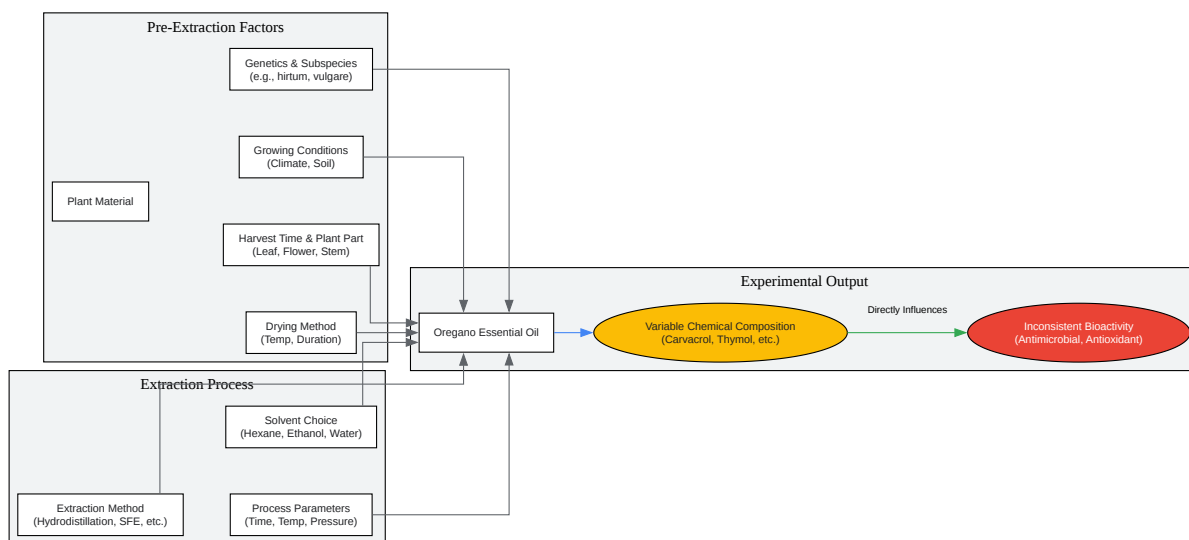 Pre-Extraction Factors
Genetics & Subspecies
(e.g., hirtum, vulgare)
Growing Conditions
(Climate, Soil)
Plant Material
Harvest Time & Plant Part
(Leaf, Flower, Stem)
Drying Method
(Temp, Duration)
Experimental Output
Oregano Essential Oil
Variable Chemical Composition
(Carvacrol, Thymol, etc.)
Directly Influences
Inconsistent Bioactivity
(Antimicrobial, Antioxidant)
Extraction Process
Solvent Choice
(Hexane, Ethanol, Water)
Extraction Method
(Hydrodistillation, SFE, etc.)
Process Parameters
(Time, Temp, Pressure)